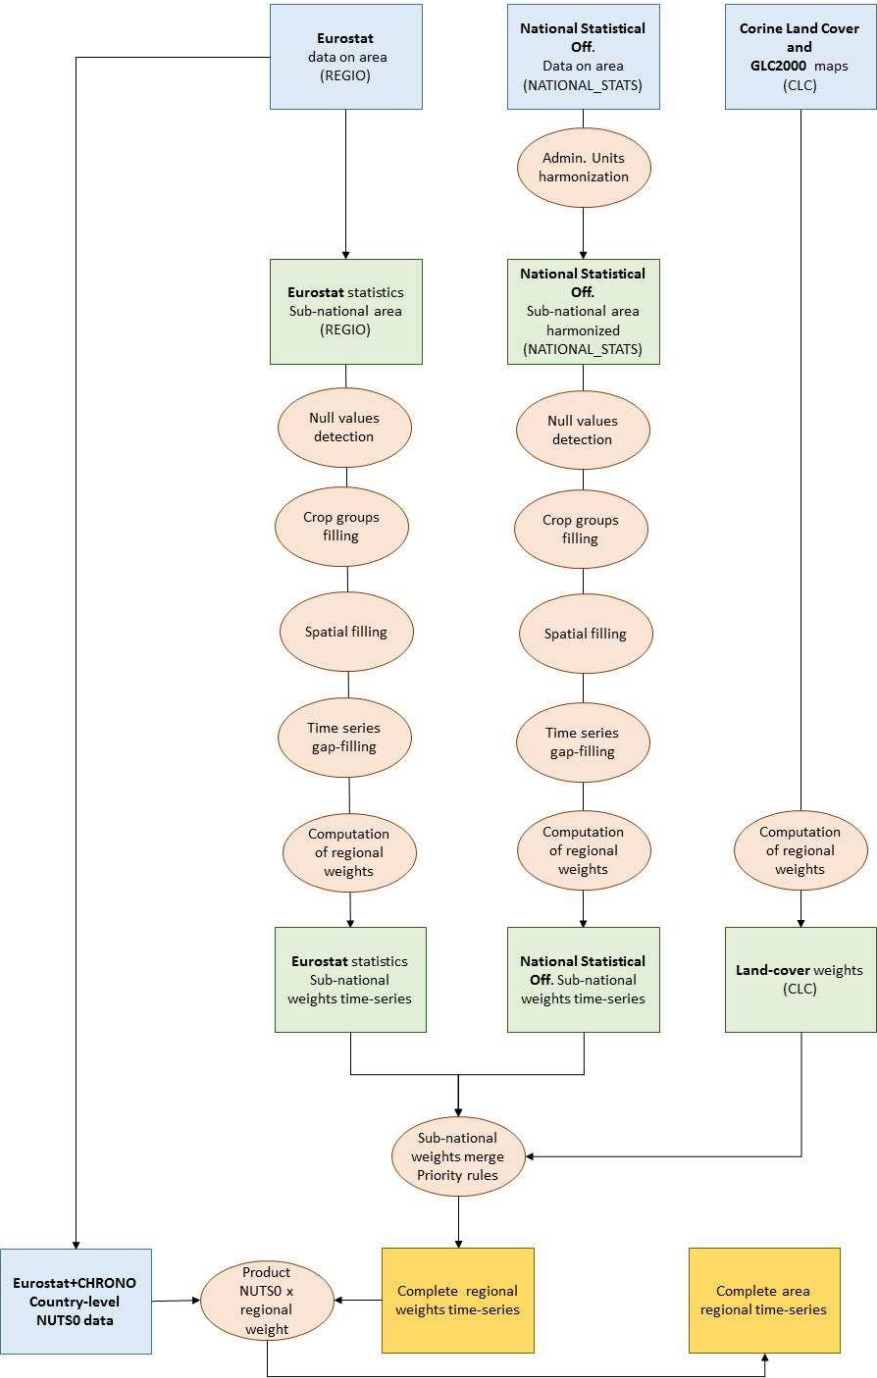 Eurostat
data on area
(REGIO)
National Statistical
Off.
Data on area
(NATIONAL_STATS)
Corine Land Cover
and
GLC2000 maps
(CLC)
Admin. Units
harmonization
Eurostat statistics
Sub-national area
(REGIO)
National Statistical
Off.
Sub-national area
harmonized
(NATIONAL_STATS)
Null values
detection
Null values
detection
Crop groups
filling
Crop groups
filling
Spatial filling
Spatial filling
Time series
gap-filling
Time series
gap-filling
Computation
of regional
weights
Computation
of regional
weights
Computation
of regional
weights
Eurostat statistics
Sub-national
weights time-series
National Statistical
Off. Sub-national
weights time-series
Land-cover weights
(CLC)
Sub-national
weights merge
Priority rules
Eurostat+CHRONO
Country-level
NUTS0 data
Product
NUTS0 x
regional
weight
Complete regional
weights time-series
Complete area
regional time-series